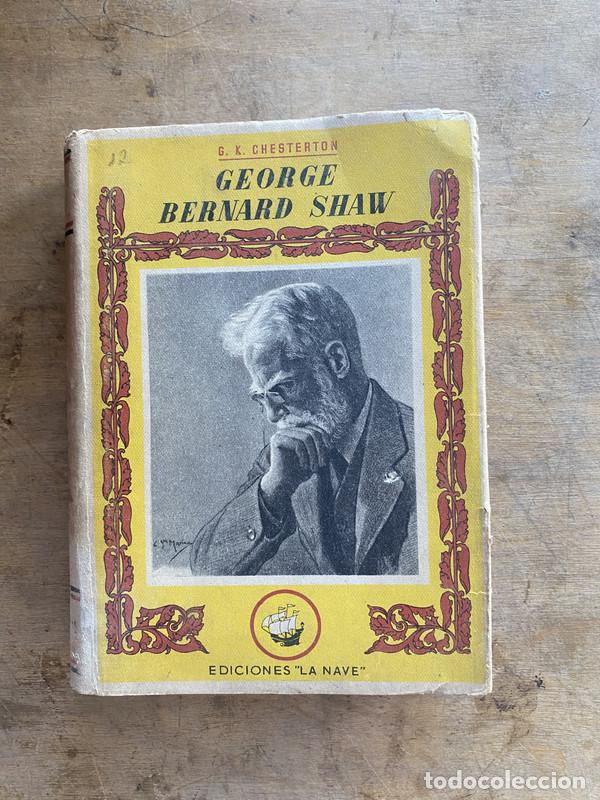 12
G. K. CHESTERTON
GEORGE
BERNARD SHAW
EDICIONES "LA NAVE"
todocoleccion